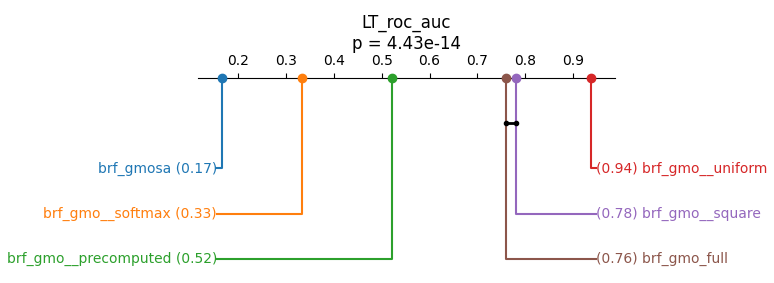 LT_roc_auc
p = 4.43e-14
0.2 0.3 0.4 0.5 0.6 0.7 0.8 0.9
brf_gmosa (0.17)
(0.94) brf_gmo__uniform
brf_gmo__softmax (0.33)
(0.78) brf_gmo__square
brf_gmo__precomputed (0.52)
(0.76) brf_gmo_full